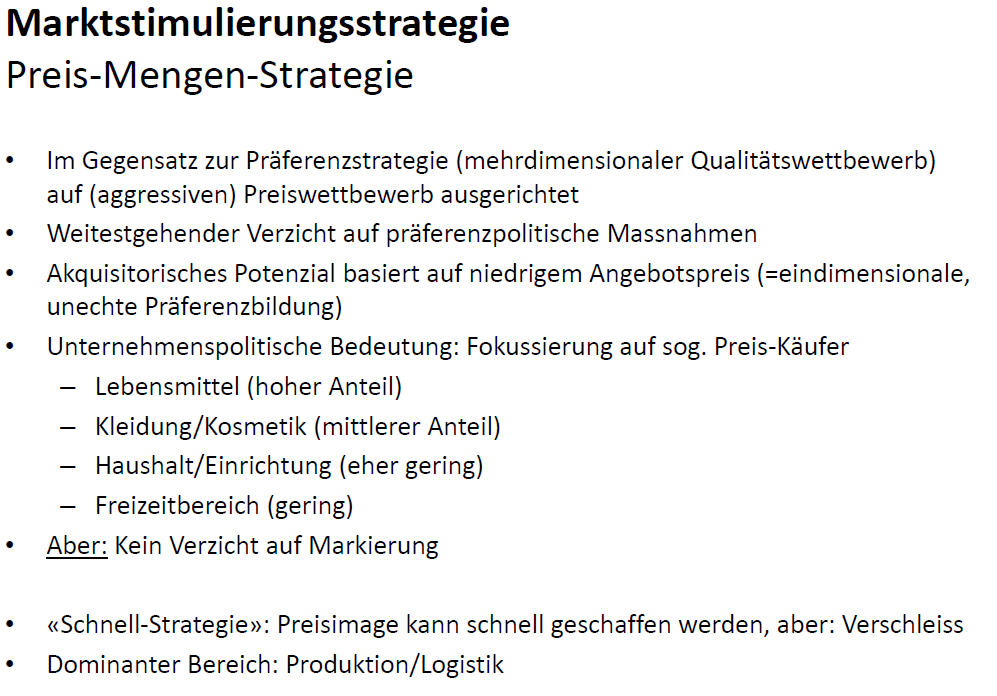 Marktstimulierungsstrategie
Preis-Mengen-Strategie
• Im Gegensatz zur Präferenzstrategie (mehrdimensionaler Qualitätswettbewerb)
auf (aggressiven) Preiswettbewerb ausgerichtet
• Weitestgehender Verzicht auf präferenzpolitische Massnahmen
• Akquisitorisches Potenzial basiert auf niedrigem Angebotspreis (=eindimensionale,
unechte Präferenzbildung)
• Unternehmenspolitische Bedeutung: Fokussierung auf sog. Preis-Käufer
– Lebensmittel (hoher Anteil)
– Kleidung/Kosmetik (mittlerer Anteil)
– Haushalt/Einrichtung (eher gering)
– Freizeitbereich (gering)
• Aber: Kein Verzicht auf Markierung
• «Schnell-Strategie»: Preisimage kann schnell geschaffen werden, aber: Verschleiss
• Dominanter Bereich: Produktion/Logistik